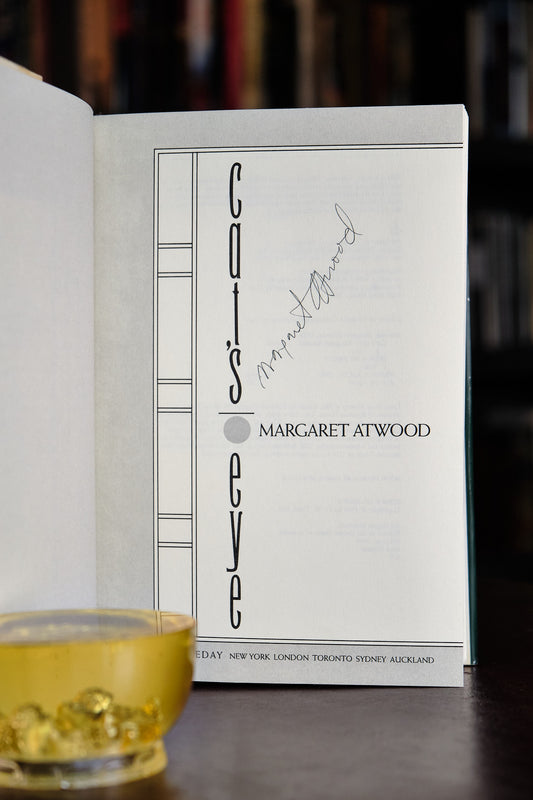 cat's
eye
Margaret Atwood
MARGARET ATWOOD
EDAY NEW YORK LONDON TORONTO SYDNEY AUCKLAND